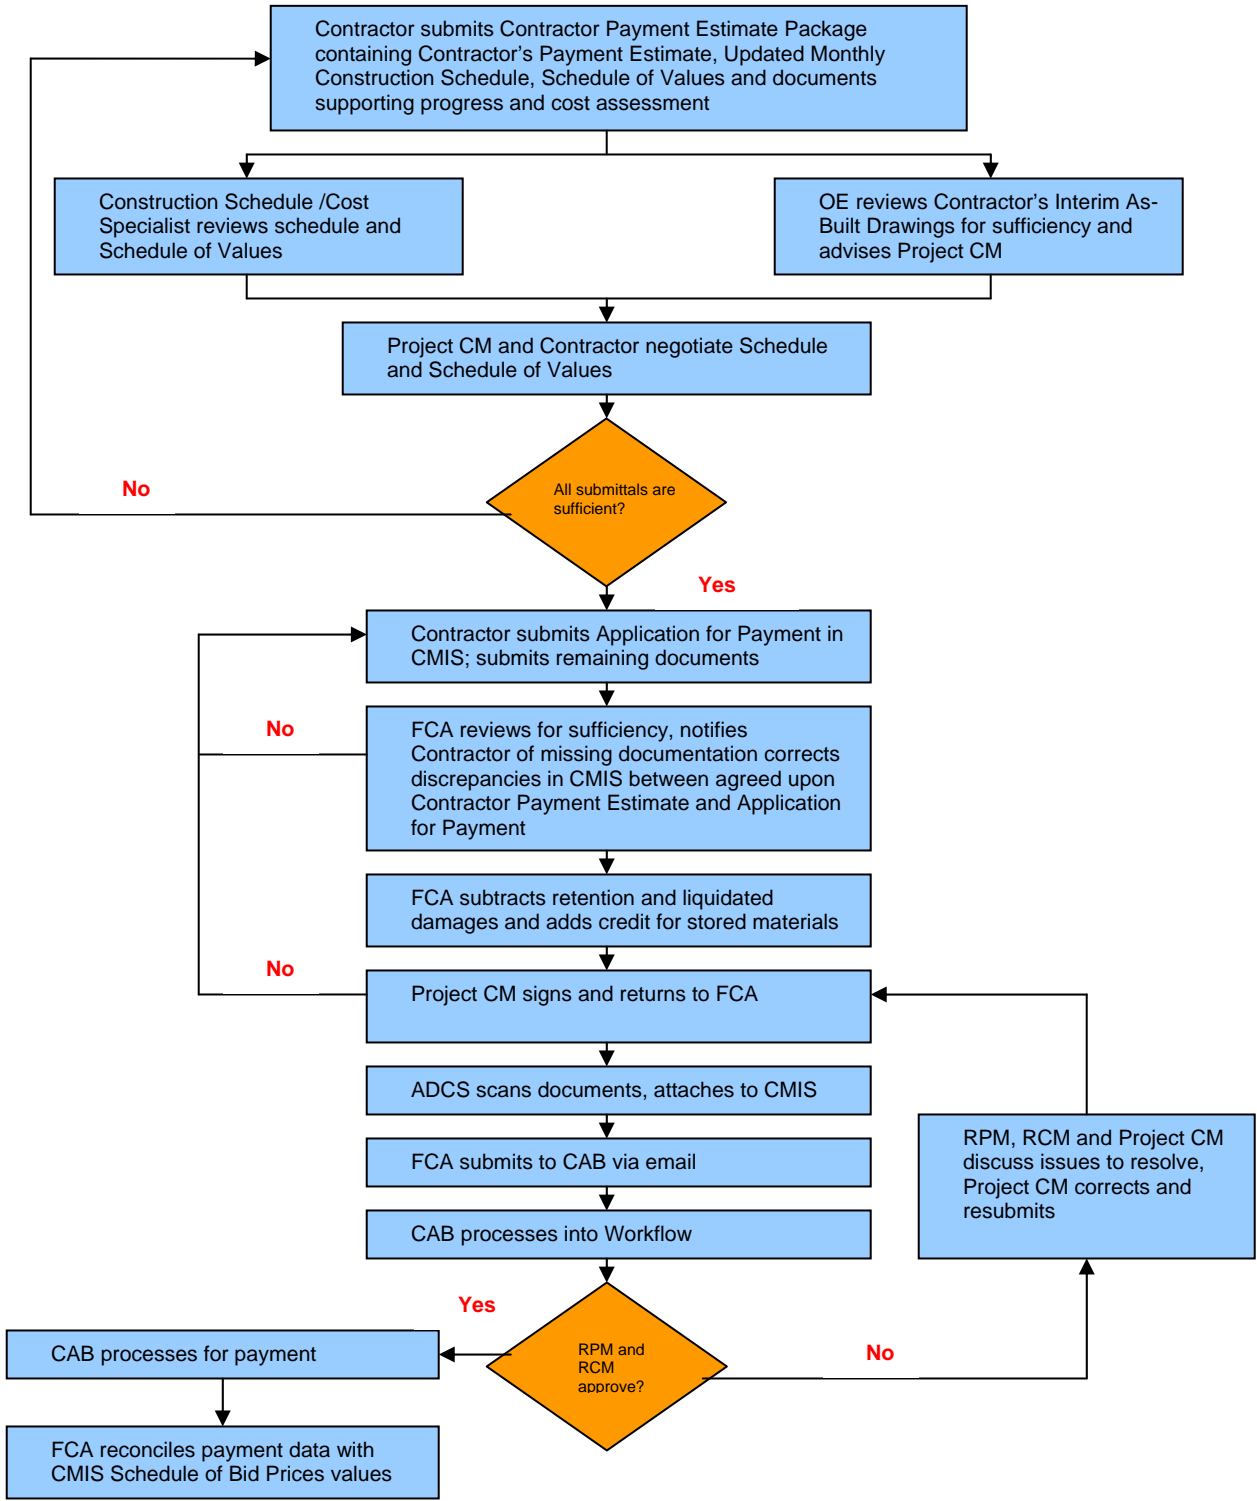 Contractor submits Contractor Payment Estimate Package
containing Contractor's Payment Estimate, Updated Monthly
Construction Schedule, Schedule of Values and documents
supporting progress and cost assessment
Construction Schedule /Cost
Specialist reviews schedule and
Schedule of Values
OE reviews Contractor's Interim As-
Built Drawings for sufficiency and
advises Project CM
Project CM and Contractor negotiate Schedule
and Schedule of Values
No
All submittals are
sufficient?
Yes
Contractor submits Application for Payment in
CMIS; submits remaining documents
No
FCA reviews for sufficiency, notifies
Contractor of missing documentation corrects
discrepancies in CMIS between agreed upon
Contractor Payment Estimate and Application
for Payment
FCA subtracts retention and liquidated
damages and adds credit for stored materials
No
Project CM signs and returns to FCA
ADCS scans documents, attaches to CMIS
RPM, RCM and Project CM
discuss issues to resolve,
Project CM corrects and
resubmits
FCA submits to CAB via email
CAB processes into Workflow
Yes
RPM and
RCM
approve?
No
CAB processes for payment
FCA reconciles payment data with
CMIS Schedule of Bid Prices values